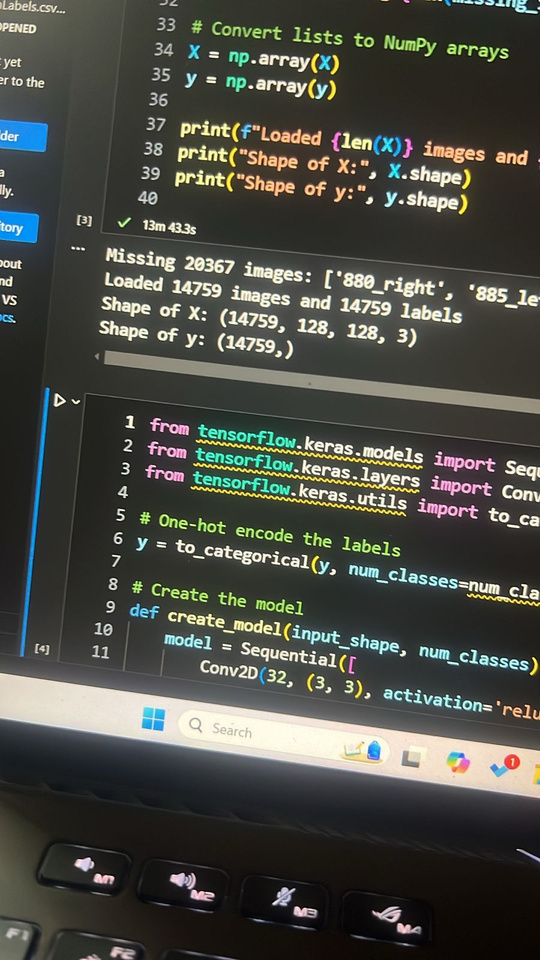 nLabels.csv...
OPENED
yet
er to the
der
a
lly.
tory
bout
nd
VS
ocs.
32
33 # Convert lists to NumPy arrays
34 X = np.array(X)
35 y = np.array(y)
36
37 print(f"Loaded {len(X)} images and
38 print("Shape of X:", X.shape)
39 print("Shape of y:", y.shape)
40
[3] 13m 43.3s
... Missing 20367 images: ['880_right', '885_le
Loaded 14759 images and 14759 labels
Shape of X: (14759, 128, 128, 3)
Shape of y: (14759,)
1 from tensorflow.keras.models import Sequ
2 from tensorflow.keras.layers import Conv
3 from tensorflow.keras.utils import to_ca
4
5 # One-hot encode the labels
6 y = to_categorical(y, num_classes=num_cla
7
8 # Create the model
9 def create_model(input_shape, num_classes)
10 model = Sequential([
11 Conv2D(32, (3, 3), activation='relu
[4]
Search
1
M1
M2
M3
M4
F1
F2